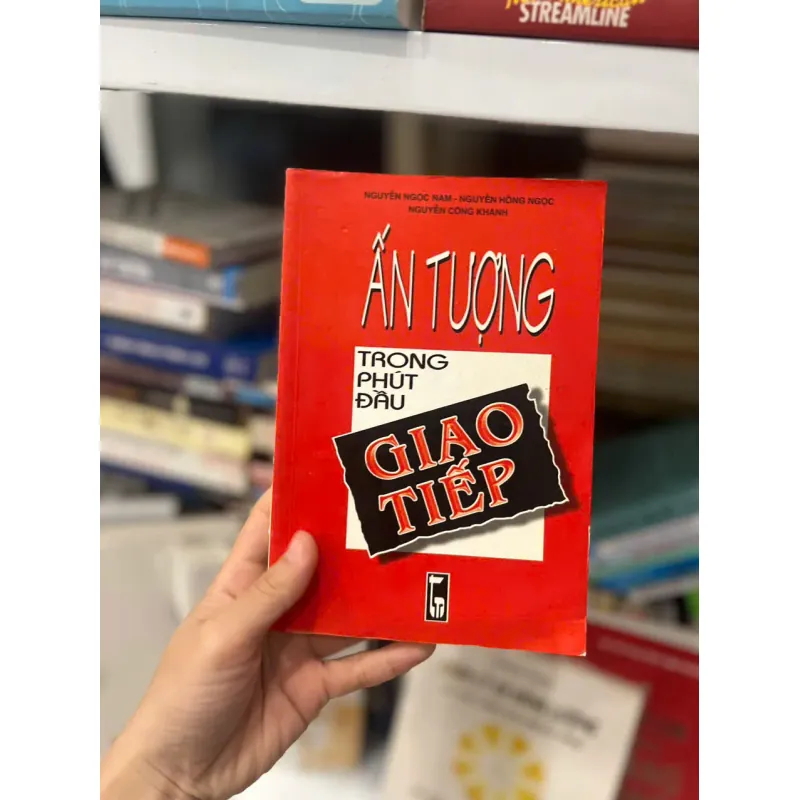 STREAMLINE
NGUYỄN NGỌC NAM - NGUYỄN HỒNG NGỌC
NGUYỄN CÔNG KHANH
ẤN TƯỢNG
TRONG
PHÚT
ĐẦU
GIAO
TIẾP